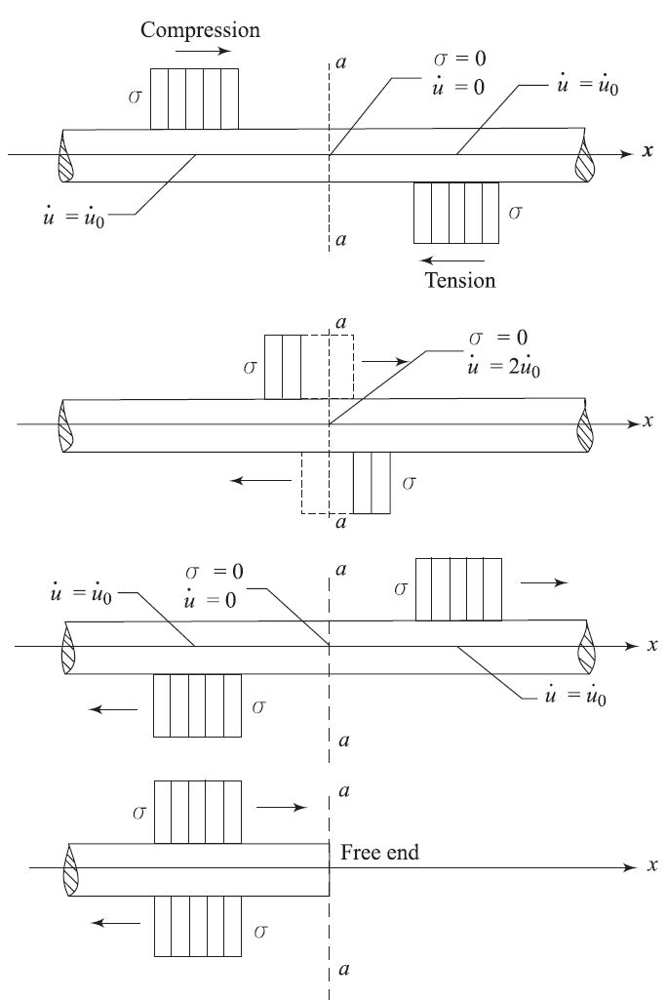 Compression
a
σ = 0
u̇ = 0
u̇ = u̇₀
σ
x
u̇ = u̇₀
a
σ
Tension
a
σ = 0
u̇ = 2u̇₀
σ
x
σ
a
a
σ = 0
u̇ = 0
u̇ = u̇₀
σ
x
u̇ = u̇₀
σ
a
a
σ
Free end
x
σ
a